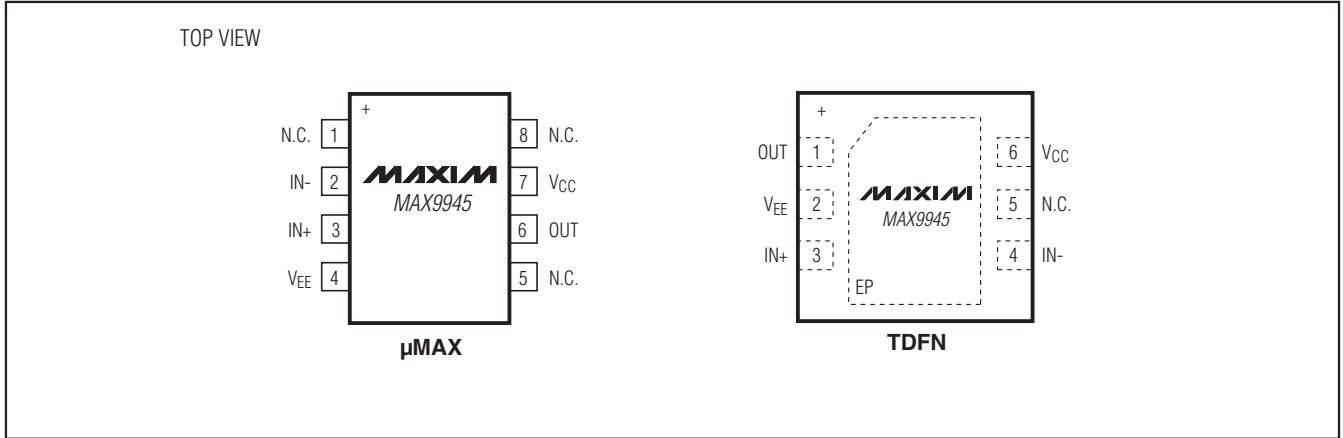 TOP VIEW
+
N.C. 1
IN- 2
IN+ 3
VEE 4
8 N.C.
7 VCC
6 OUT
5 N.C.
MAXIM
MAX9945
µMAX
+
OUT 1
VEE 2
IN+ 3
6 VCC
5 N.C.
4 IN-
MAXIM
MAX9945
EP
TDFN